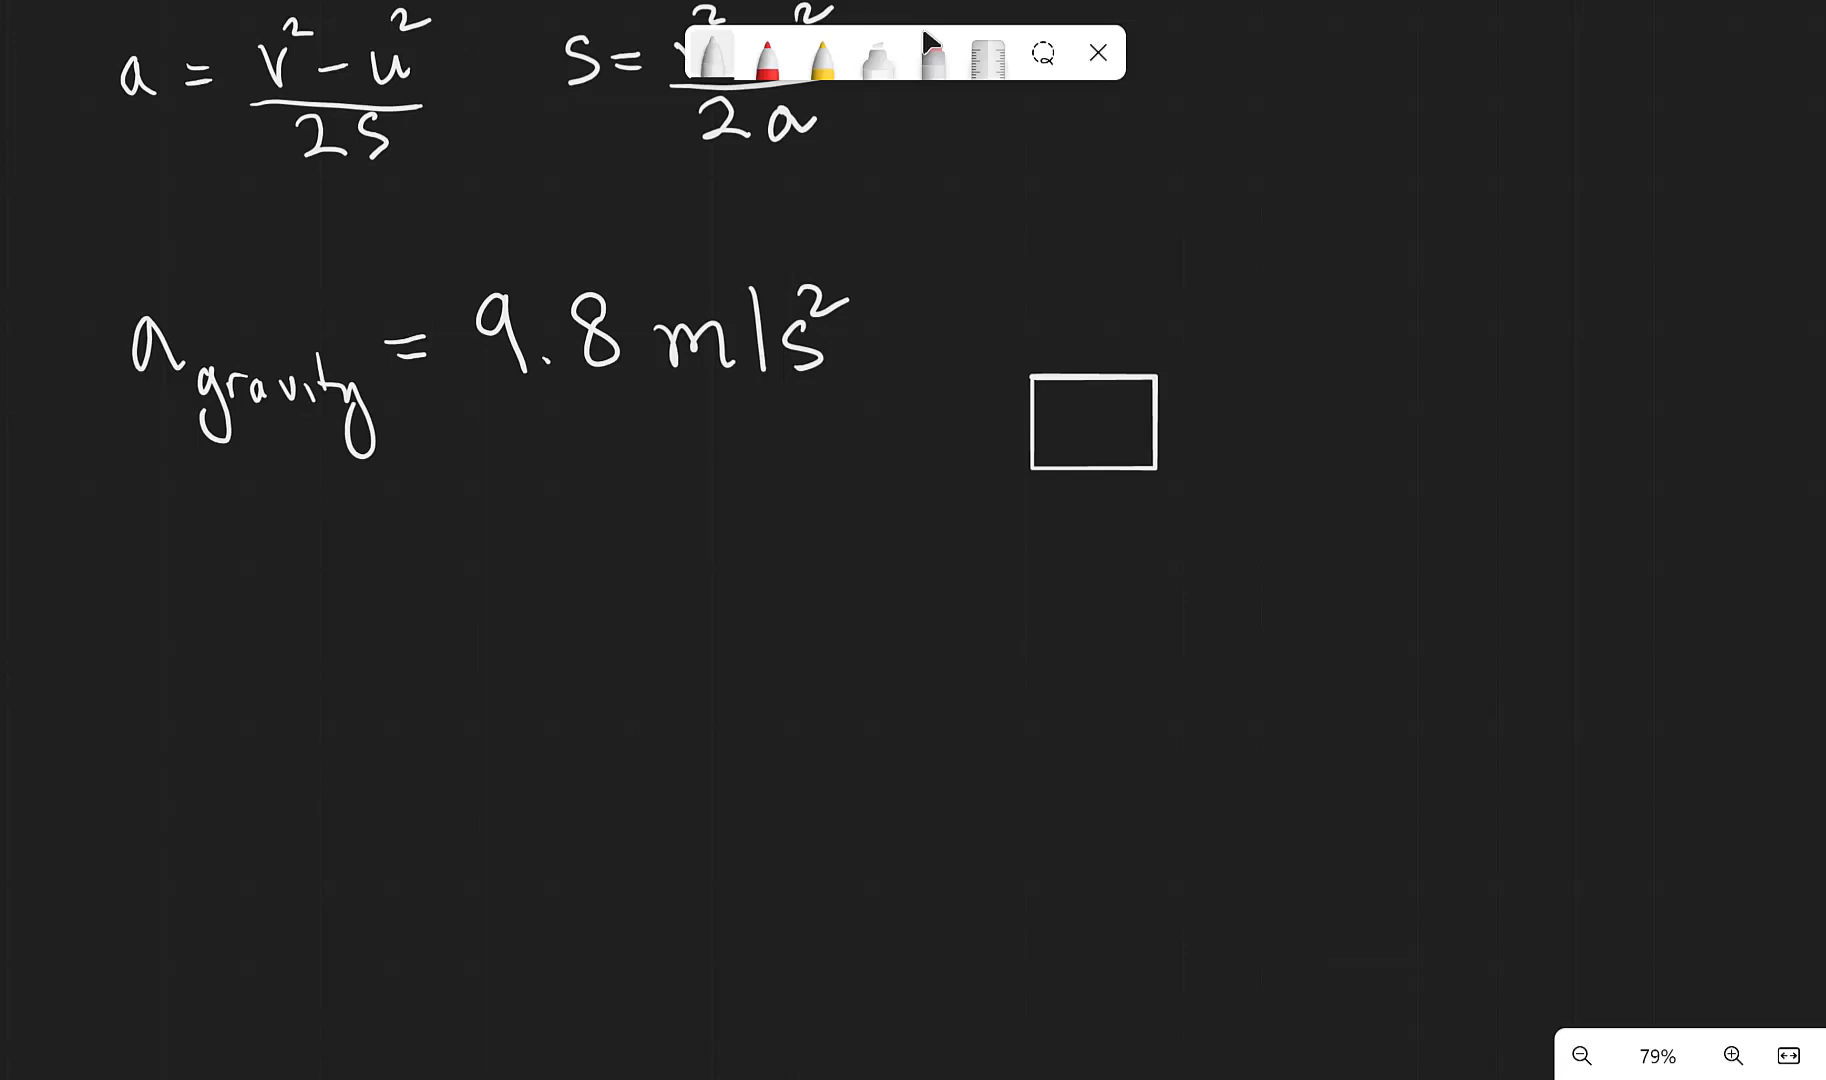 a = v² - u² / 2s
s = / 2a
a gravity = 9.8 m/s²
79%